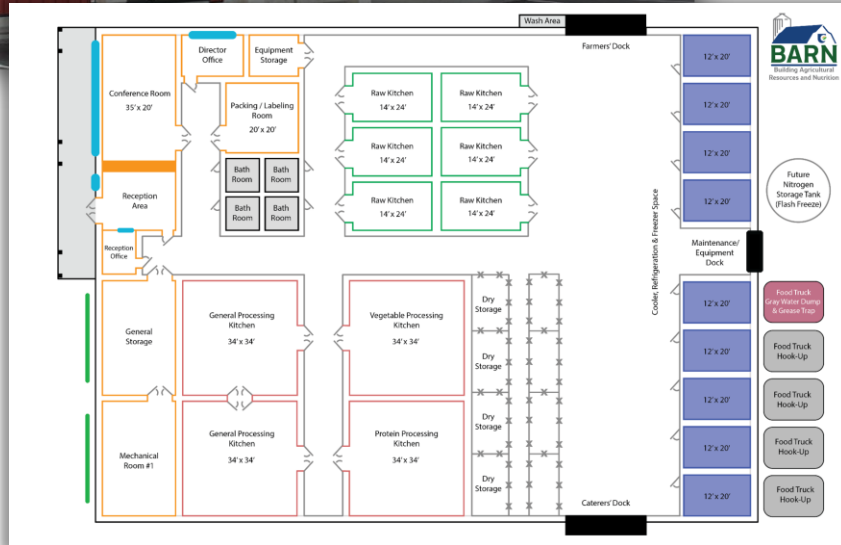 Wash Area
Farmers' Dock
BARN
Building Agricultural
Resources and Nutrition
Director
Office
Equipment
Storage
Conference Room
35' x 20'
Packing / Labeling
Room
20' x 20'
Raw Kitchen
14' x 24'
Raw Kitchen
14' x 24'
Raw Kitchen
14' x 24'
Raw Kitchen
14' x 24'
Raw Kitchen
14' x 24'
Raw Kitchen
14' x 24'
Bath
Room
Bath
Room
Bath
Room
Bath
Room
Reception
Area
Reception
Office
12' x 20'
12' x 20'
12' x 20'
12' x 20'
Future
Nitrogen
Storage Tank
(Flash Freeze)
Cooler, Refrigeration & Freezer Space
Maintenance/
Equipment
Dock
General
Storage
General Processing
Kitchen
34' x 34'
Vegetable Processing
Kitchen
34' x 34'
Dry
Storage
Dry
Storage
Dry
Storage
Dry
Storage
Mechanical
Room #1
General Processing
Kitchen
34' x 34'
Protein Processing
Kitchen
34' x 34'
12' x 20'
12' x 20'
12' x 20'
12' x 20'
12' x 20'
Food Truck
Gray Water Dump
& Grease Trap
Food Truck
Hook-Up
Food Truck
Hook-Up
Food Truck
Hook-Up
Food Truck
Hook-Up
Caterers' Dock